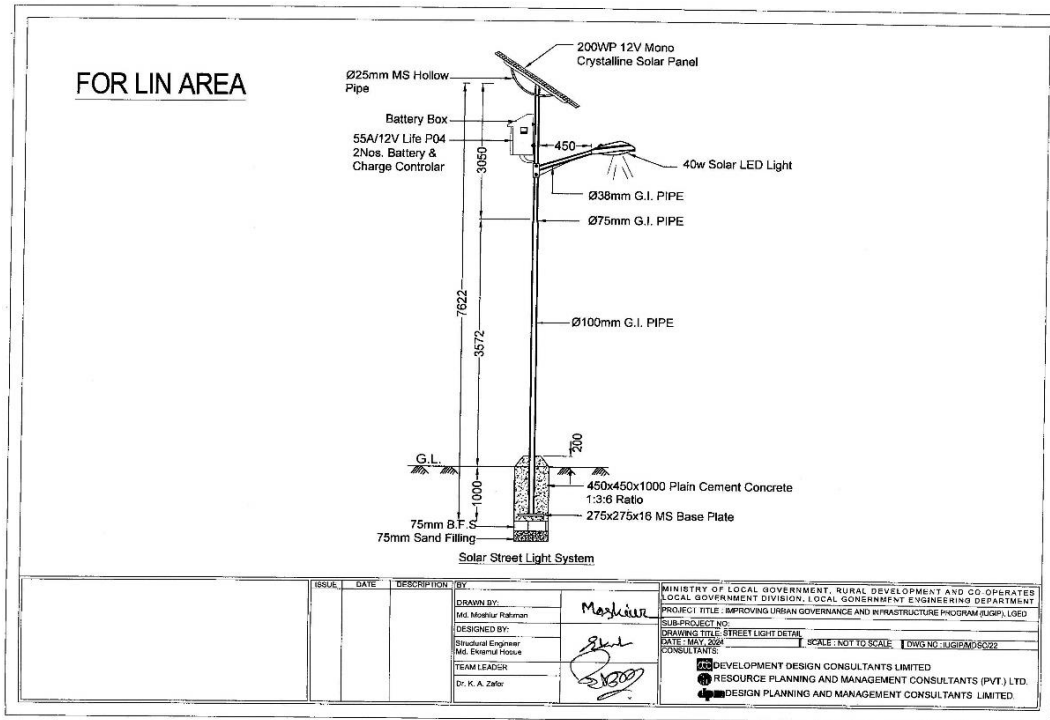 FOR LIN AREA
200WP 12V Mono
Crystalline Solar Panel
Ø25mm MS Hollow
Pipe
Battery Box
55A/12V Life P04
2Nos. Battery &
Charge Controlar
450
40w Solar LED Light
3050
Ø38mm G.I. PIPE
Ø75mm G.I. PIPE
7622
3572
Ø100mm G.I. PIPE
200
G.L.
1000
450x450x1000 Plain Cement Concrete
1:3:6 Ratio
275x275x16 MS Base Plate
75mm B.F.S
75mm Sand Filling
Solar Street Light System
ISSUE DATE DESCRIPTION BY
DRAWN BY:
Md. Moshiur Rahman
Moshiur
DESIGNED BY:
Structural Engineer
Md. Ekramul Hoque
TEAM LEADER
Dr. K. A. Zafor
MINISTRY OF LOCAL GOVERNMENT, RURAL DEVELOPMENT AND CO-OPERATES
LOCAL GOVERNMENT DIVISION, LOCAL GONERNMENT ENGINEERING DEPARTMENT
PROJECT TITLE : IMPROVING URBAN GOVERNANCE AND INFRASTRUCTURE PROGRAM (IUGIP), LGED
SUB-PROJECT NO:
DRAWING TITLE: STREET LIGHT DETAIL
DATE : MAY, 2024 SCALE : NOT TO SCALE DWG NO : IUGIP/MDSC/22
CONSULTANTS:
DEVELOPMENT DESIGN CONSULTANTS LIMITED
RESOURCE PLANNING AND MANAGEMENT CONSULTANTS (PVT.) LTD.
dpm DESIGN PLANNING AND MANAGEMENT CONSULTANTS LIMITED.